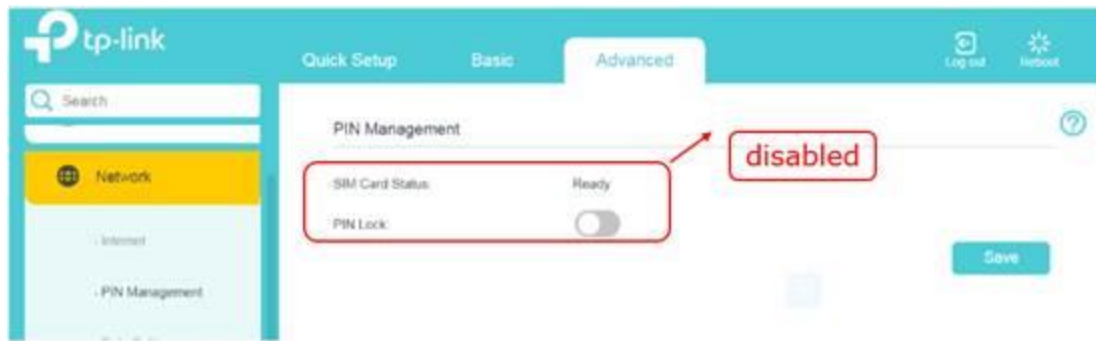 tp-link
Quick Setup
Basic
Advanced
Log out
Reboot
Search
PIN Management
disabled
Network
SIM Card Status:
Ready
PIN Lock:
- Internet
Save
- PIN Management